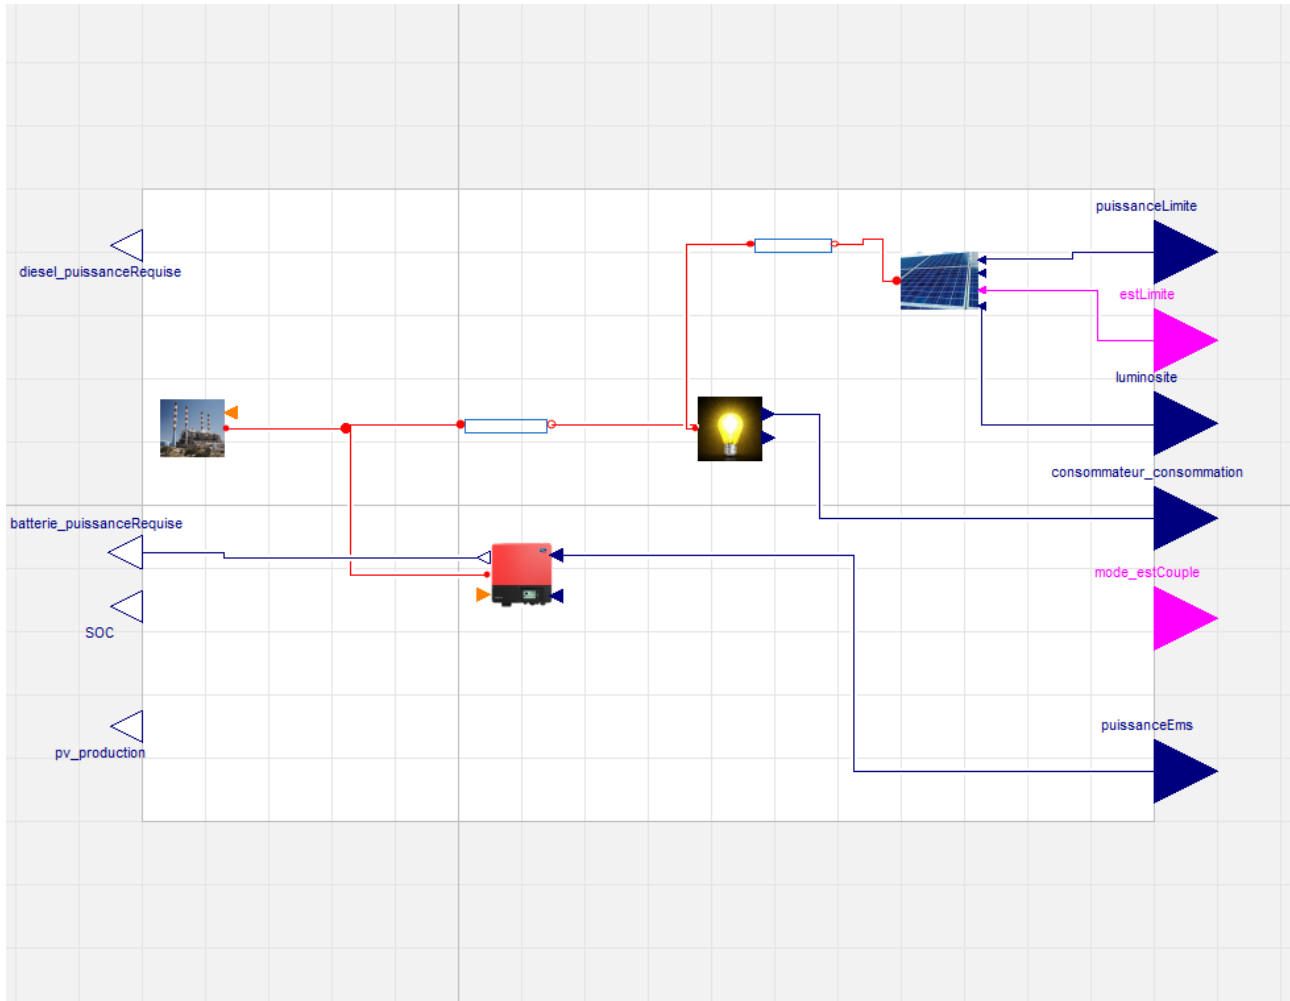 puissanceLimite
diesel_puissanceRequise
estLimite
luminosite
consommateur_consommation
batterie_puissanceRequise
mode_estCouple
SOC
puissanceEms
pv_production